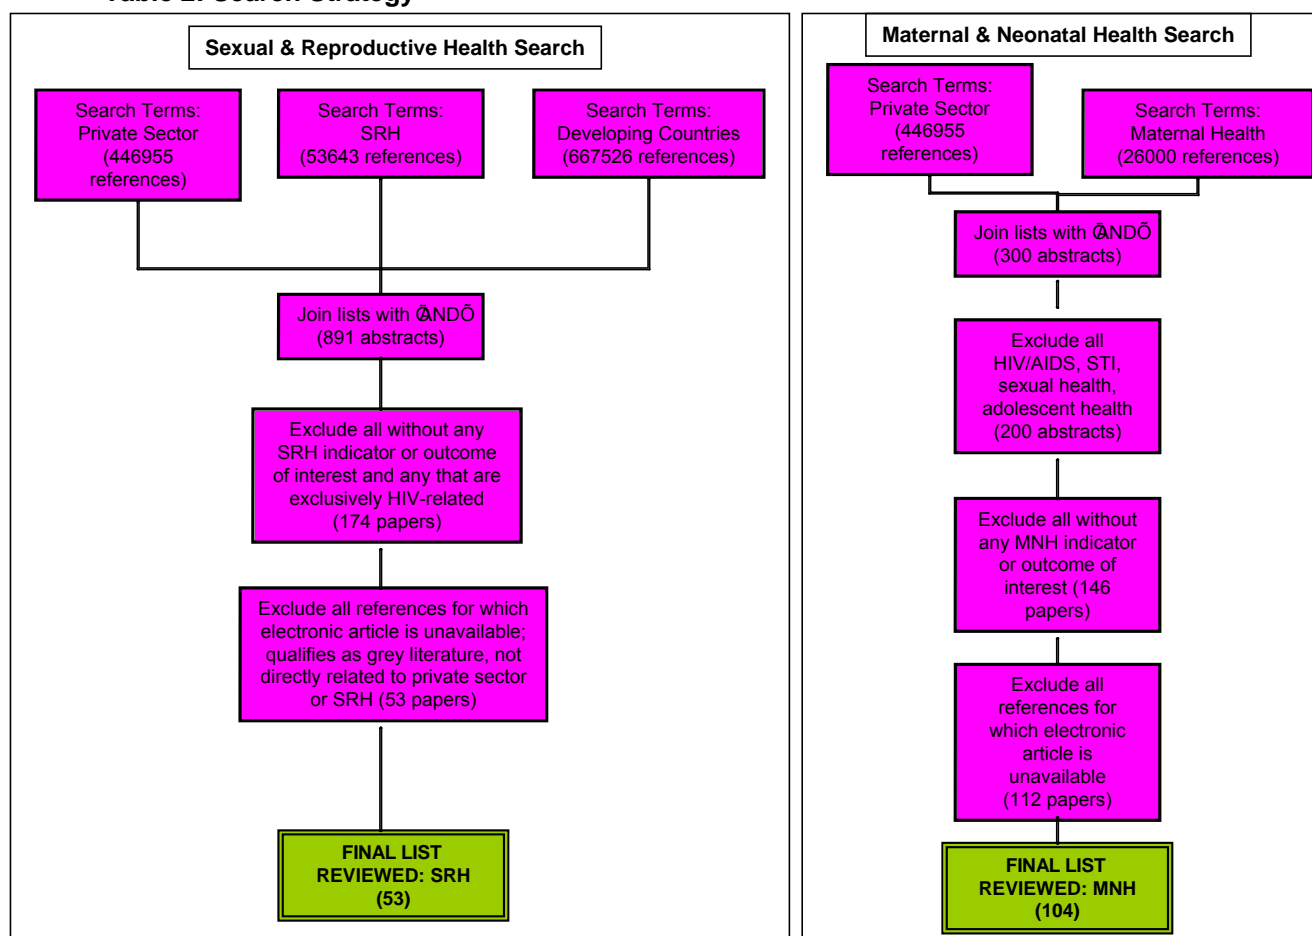 Sexual & Reproductive Health Search
Search Terms:
Private Sector
(446955
references)
Search Terms:
SRH
(53643 references)
Search Terms:
Developing Countries
(667526 references)
Join lists with ÕANDÕ
(891 abstracts)
Exclude all without any
SRH indicator or outcome
of interest and any that are
exclusively HIV-related
(174 papers)
Exclude all references for which
electronic article is unavailable;
qualifies as grey literature, not
directly related to private sector
or SRH (53 papers)
FINAL LIST
REVIEWED: SRH
(53)
Maternal & Neonatal Health Search
Search Terms:
Private Sector
(446955
references)
Search Terms:
Maternal Health
(26000 references)
Join lists with ÕANDÕ
(300 abstracts)
Exclude all
HIV/AIDS, STI,
sexual health,
adolescent health
(200 abstracts)
Exclude all without
any MNH indicator
or outcome of
interest (146
papers)
Exclude all
references for
which electronic
article is
unavailable
(112 papers)
FINAL LIST
REVIEWED: MNH
(104)